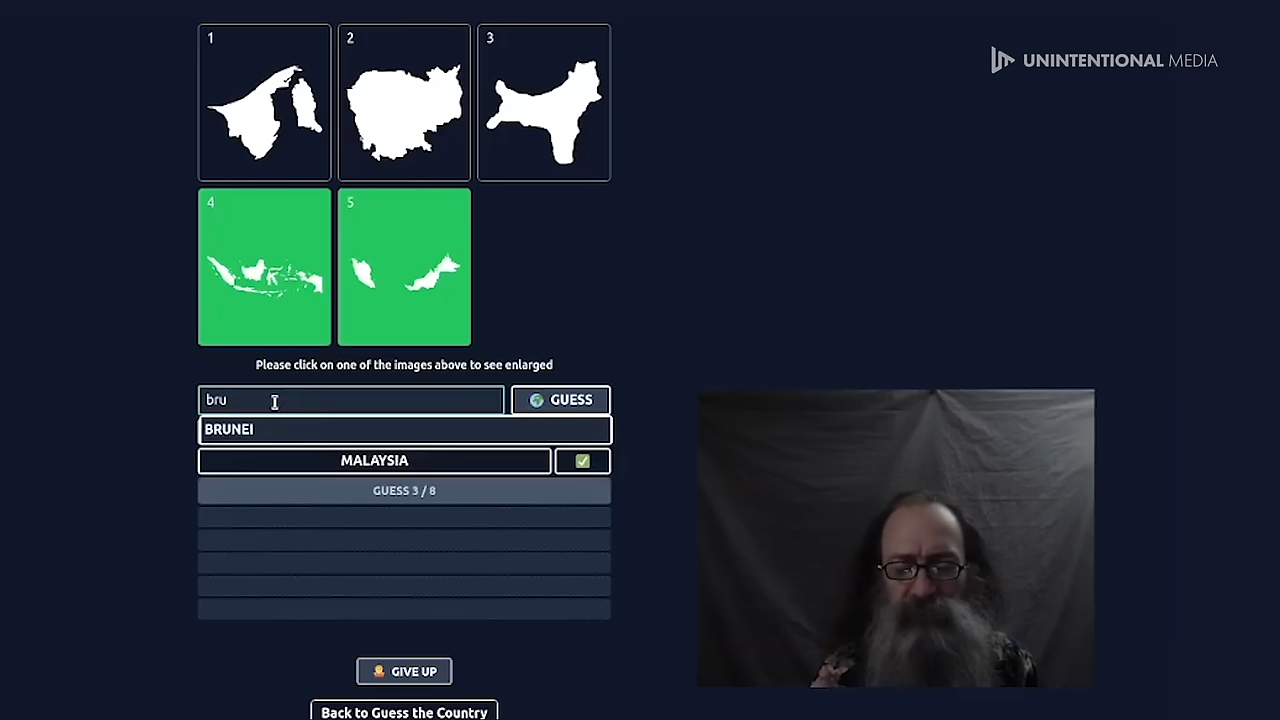 1
2
3
UNINTENTIONAL MEDIA
4
5
Please click on one of the images above to see enlarged
bru
GUESS
BRUNEI
MALAYSIA
GUESS 3 / 8
GIVE UP
Back to Guess the Country